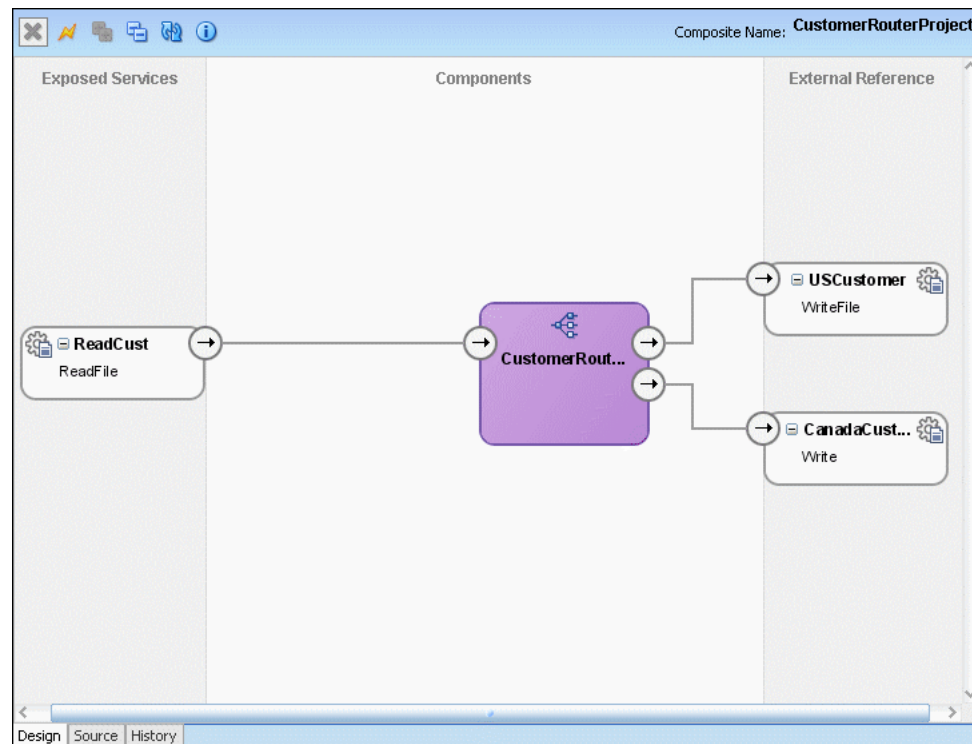 Composite Name: CustomerRouterProject
Exposed Services
Components
External Reference
USCustomer
WriteFile
ReadCust
ReadFile
CustomerRout...
CanadaCust...
Write
Design Source History